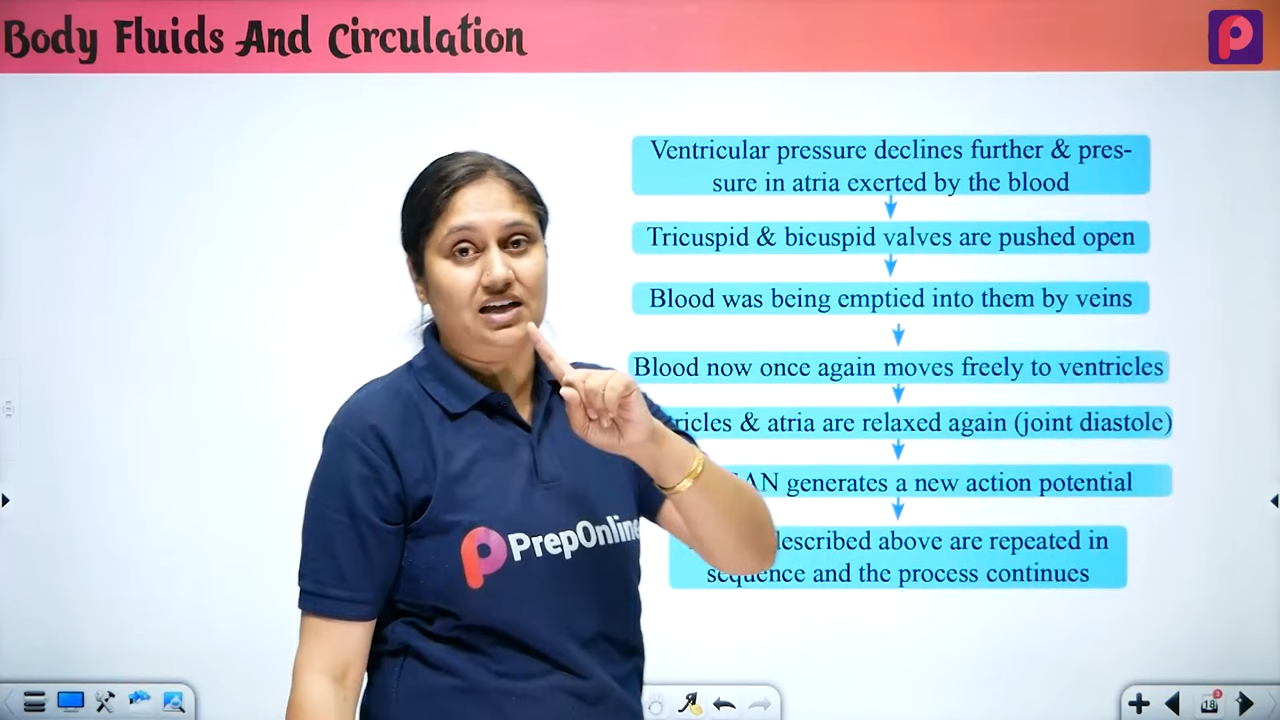 Body Fluids And Circulation
Ventricular pressure declines further & pres-
sure in atria exerted by the blood
Tricuspid & bicuspid valves are pushed open
Blood was being emptied into them by veins
Blood now once again moves freely to ventricles
ricles & atria are relaxed again (joint diastole)
SAN generates a new action potential
described above are repeated in
sequence and the process continues
PrepOnline
18